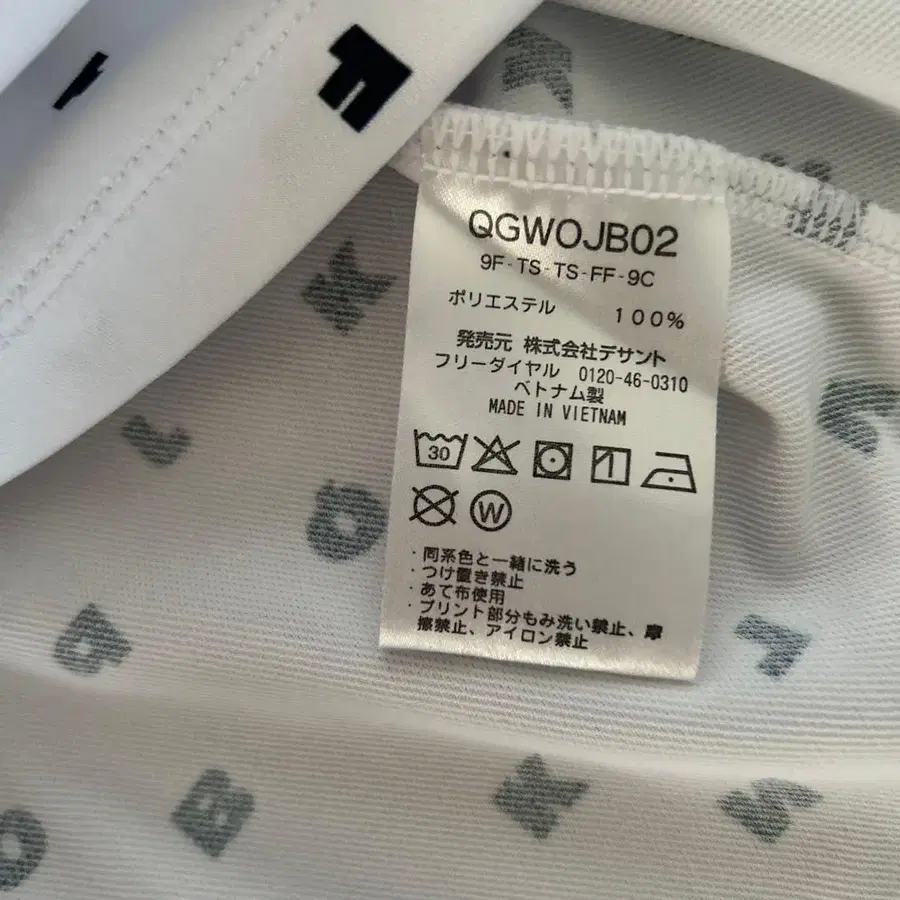 QGWOJB02
9F-TS-TS-FF-9C
ポリエステル 100%
発売元 株式会社デサント
フリーダイヤル 0120-46-0310
ベトナム製
MADE IN VIETNAM
30
W
・同系色と一緒に洗う
・つけ置き禁止
・あて布使用
・プリント部分もみ洗い禁止、摩
擦禁止、アイロン禁止